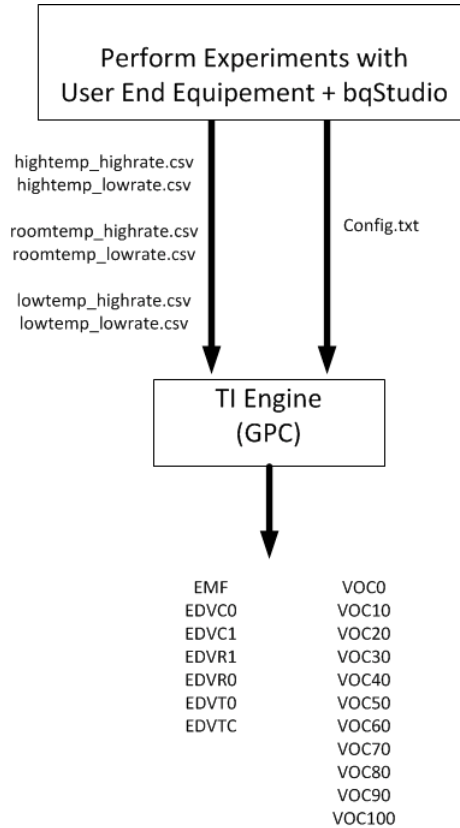 Perform Experiments with
User End Equipement + bqStudio
hightemp_highrate.csv
hightemp_lowrate.csv
roomtemp_highrate.csv
roomtemp_lowrate.csv
lowtemp_highrate.csv
lowtemp_lowrate.csv
Config.txt
TI Engine
(GPC)
EMF
EDVC0
EDVC1
EDVR1
EDVR0
EDVT0
EDVTC
VOC0
VOC10
VOC20
VOC30
VOC40
VOC50
VOC60
VOC70
VOC80
VOC90
VOC100